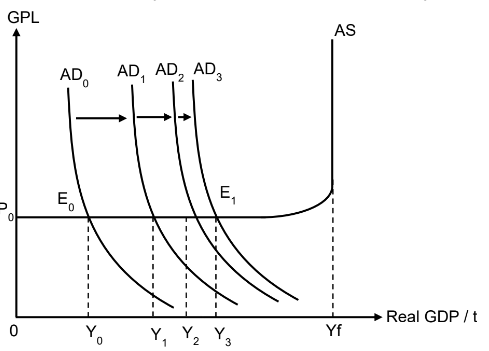 GPL
AS
AD₀
AD₁
AD₂
AD₃
E₀
E₁
₀
Real GDP / t
0
Y₀
Y₁
Y₂
Y₃
Yf